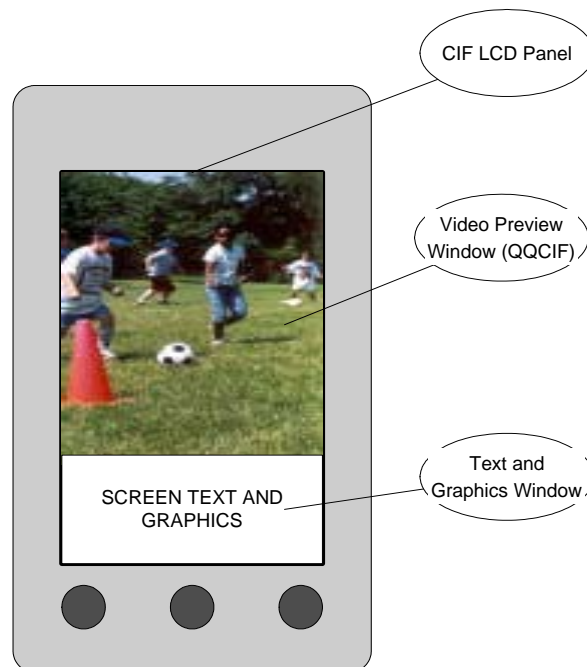 CIF LCD Panel
Video Preview
Window (QQCIF)
Text and
Graphics Window
SCREEN TEXT AND
GRAPHICS